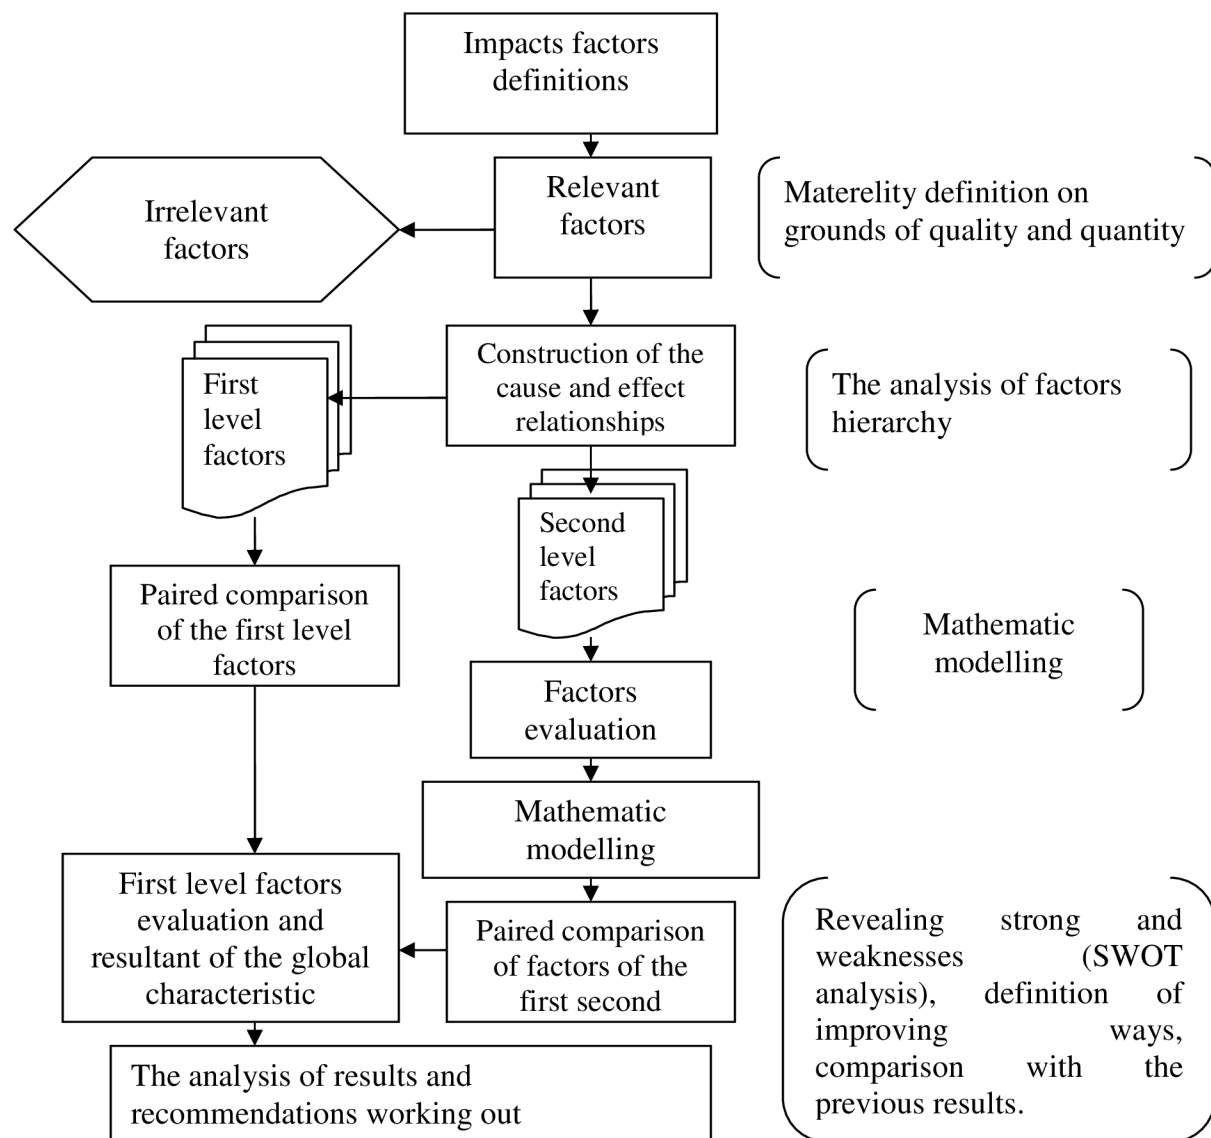 Impacts factors
definitions
Relevant
factors
Irrelevant
factors
Materelity definition on
grounds of quality and quantity
Construction of the
cause and effect
relationships
First
level
factors
The analysis of factors
hierarchy
Second
level
factors
Paired comparison
of the first level
factors
Mathematic
modelling
Factors
evaluation
Mathematic
modelling
First level factors
evaluation and
resultant of the global
characteristic
Paired comparison
of factors of the
first second
Revealing strong and
weaknesses (SWOT
analysis), definition of
improving ways,
comparison with the
previous results.
The analysis of results and
recommendations working out